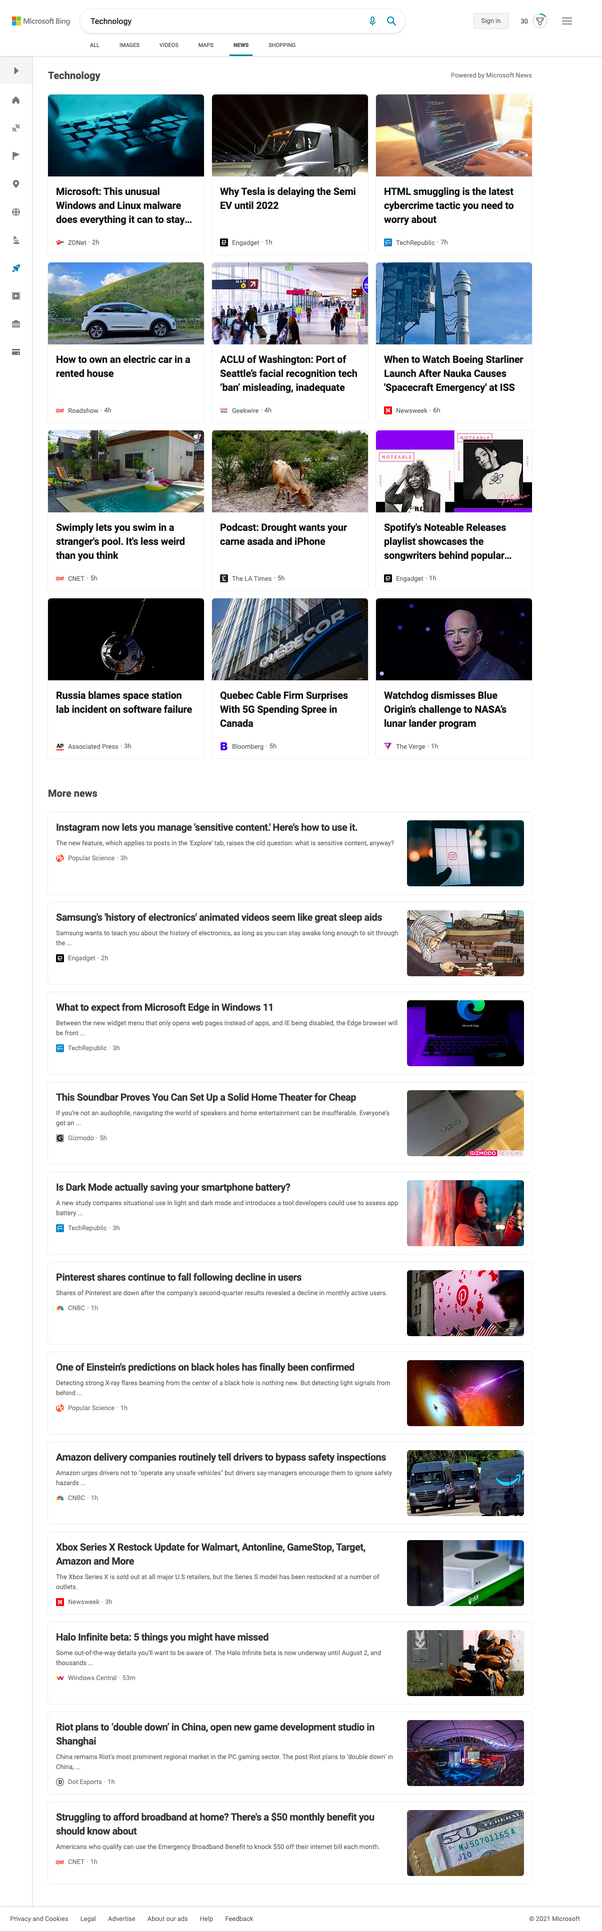 Microsoft Bing
Technology
Sign in
30
ALL
IMAGES
VIDEOS
MAPS
NEWS
SHOPPING
Technology
Powered by Microsoft News
Microsoft: This unusual
Windows and Linux malware
does everything it can to stay...
ZDNet · 2h
Why Tesla is delaying the Semi
EV until 2022
Engadget · 1h
HTML smuggling is the latest
cybercrime tactic you need to
worry about
TechRepublic · 7h
How to own an electric car in a
rented house
Roadshow · 4h
ACLU of Washington: Port of
Seattle's facial recognition tech
'ban' misleading, inadequate
Geekwire · 4h
When to Watch Boeing Starliner
Launch After Nauka Causes
'Spacecraft Emergency' at ISS
Newsweek · 6h
NOTEABLE
NOTEABLE
Swimply lets you swim in a
stranger's pool. It's less weird
than you think
CNET · 5h
Podcast: Drought wants your
carne asada and iPhone
The LA Times · 5h
Spotify's Noteable Releases
playlist showcases the
songwriters behind popular...
Engadget · 1h
QUEBECOR
Russia blames space station
lab incident on software failure
AP Associated Press · 3h
Quebec Cable Firm Surprises
With 5G Spending Spree in
Canada
Bloomberg · 5h
Watchdog dismisses Blue
Origin's challenge to NASA's
lunar lander program
The Verge · 1h
More news
Instagram now lets you manage 'sensitive content.' Here's how to use it.
The new feature, which applies to posts in the 'Explore' tab, raises the old question: what is sensitive content, anyway?
Popular Science · 3h
Samsung's 'history of electronics' animated videos seem like great sleep aids
Samsung wants to teach you about the history of electronics, as long as you can stay awake long enough to sit through
the ...
Engadget · 2h
What to expect from Microsoft Edge in Windows 11
Between the new widget menu that only opens web pages instead of apps, and IE being disabled, the Edge browser will
be front ...
TechRepublic · 3h
Microsoft Edge
This Soundbar Proves You Can Set Up a Solid Home Theater for Cheap
If you're not an audiophile, navigating the world of speakers and home entertainment can be insufferable. Everyone's
got an ...
Gizmodo · 5h
VIZIO
GIZMODO REVIEWS
Is Dark Mode actually saving your smartphone battery?
A new study compares situational use in light and dark mode and introduces a tool developers could use to assess app
battery ...
TechRepublic · 3h
Pinterest shares continue to fall following decline in users
Shares of Pinterest are down after the company's second-quarter results revealed a decline in monthly active users.
CNBC · 1h
One of Einstein's predictions on black holes has finally been confirmed
Detecting strong X-ray flares beaming from the center of a black hole is nothing new. But detecting light signals from
behind ...
Popular Science · 1h
Amazon delivery companies routinely tell drivers to bypass safety inspections
Amazon urges drivers not to "operate any unsafe vehicles" but drivers say managers encourage them to ignore safety
hazards ...
CNBC · 1h
Xbox Series X Restock Update for Walmart, Antonline, GameStop, Target,
Amazon and More
The Xbox Series X is sold out at all major U.S retailers, but the Series S model has been restocked at a number of
outlets.
Newsweek · 3h
Halo Infinite beta: 5 things you might have missed
Some out-of-the-way details you'll want to be aware of. The Halo Infinite beta is now underway until August 2, and
thousands ...
Windows Central · 53m
Riot plans to 'double down' in China, open new game development studio in
Shanghai
China remains Riot's most prominent regional market in the PC gaming sector. The post Riot plans to 'double down' in
China, ...
Dot Esports · 1h
Struggling to afford broadband at home? There's a $50 monthly benefit you
should know about
Americans who qualify can use the Emergency Broadband Benefit to knock $50 off their internet bill each month.
CNET · 1h
50
MJ50701165A
J10
Privacy and Cookies
Legal
Advertise
About our ads
Help
Feedback
© 2021 Microsoft